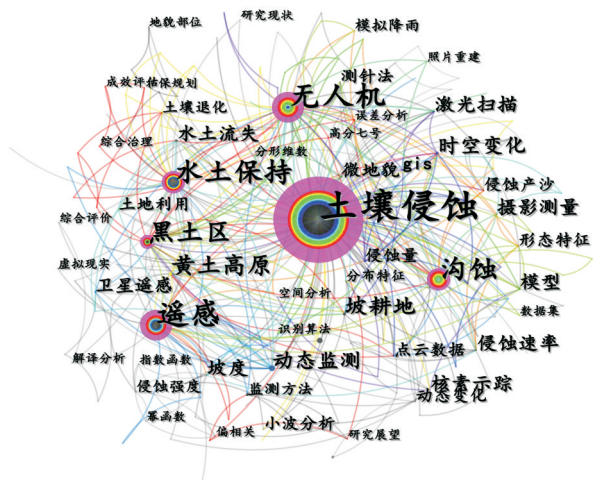 研究现状
地貌部位
模拟降雨
照片重建
测针法
成效评估
水保规划
无人机
激光扫描
土壤退化
误差分析
水土流失
高分七号
综合治理
时空变化
分形维数
水土保持
微地貌
gis
侵蚀产沙
土地利用
土壤侵蚀
摄影测量
综合评价
黑土区
形态特征
侵蚀量
虚拟现实
黄土高原
沟蚀
分布特征
卫星遥感
模型
空间分析
坡耕地
数据集
遥感
识别算法
侵蚀速率
点云数据
解译分析
指数函数
动态监测
坡度
侵蚀强度
监测方法
核素示踪
动态变化
幂函数
小波分析
偏相关
研究展望